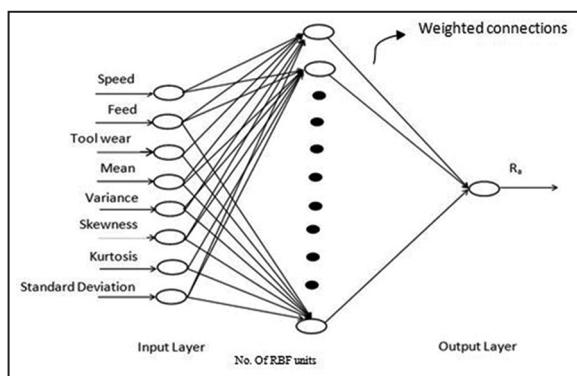 Weighted connections
Speed
Feed
Tool wear
Mean
Variance
Skewness
Kurtosis
Standard Deviation
Rₐ
Input Layer
No. Of RBF units
Output Layer